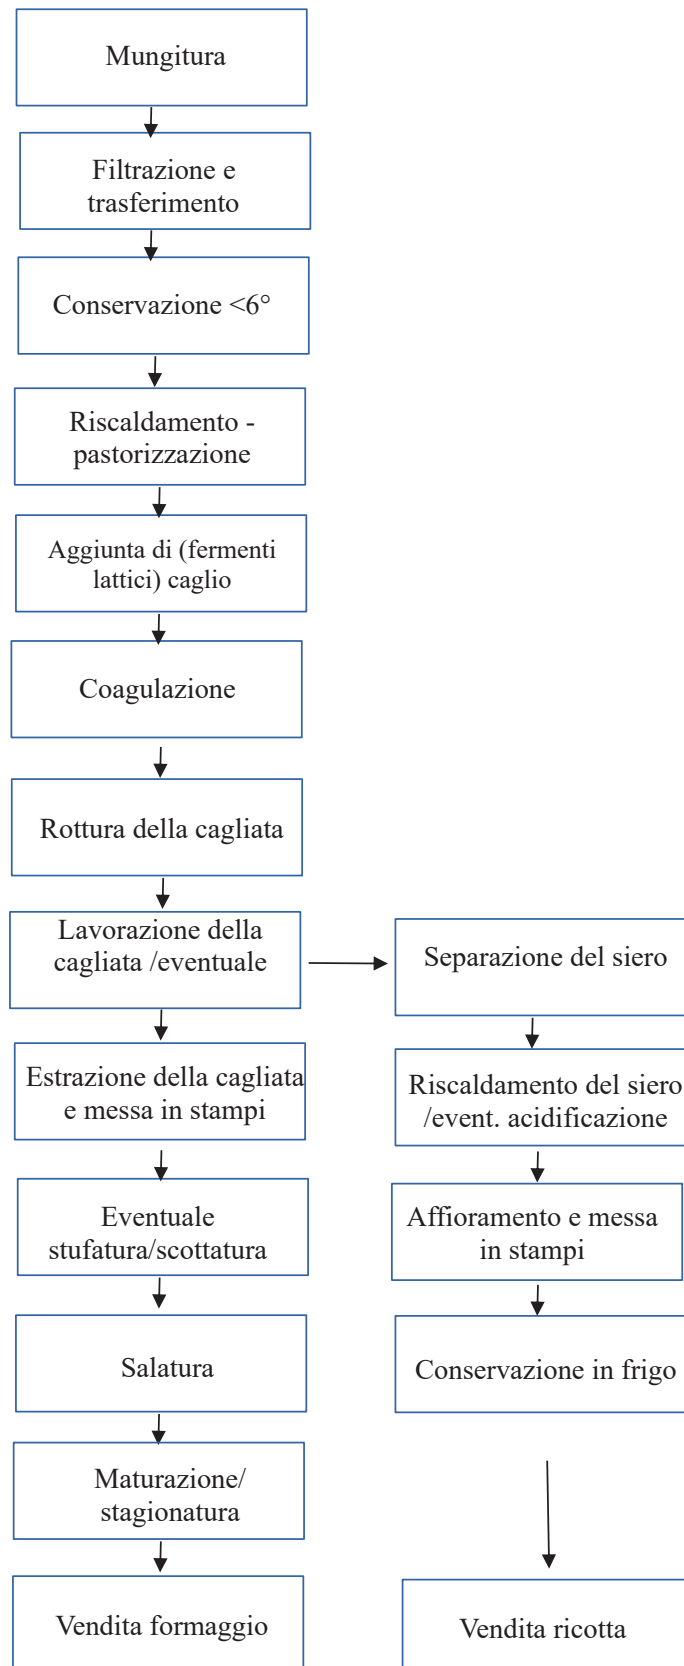 Mungitura
Filtrazione e
trasferimento
Conservazione <6°
Riscaldamento -
pastorizzazione
Aggiunta di (fermenti
lattici) caglio
Coagulazione
Rottura della cagliata
Lavorazione della
cagliata /eventuale
Estrazione della cagliata
e messa in stampi
Eventuale
stufatura/scottatura
Salatura
Maturazione/
stagionatura
Vendita formaggio
Separazione del siero
Riscaldamento del siero
/event. acidificazione
Affioramento e messa
in stampi
Conservazione in frigo
Vendita ricotta